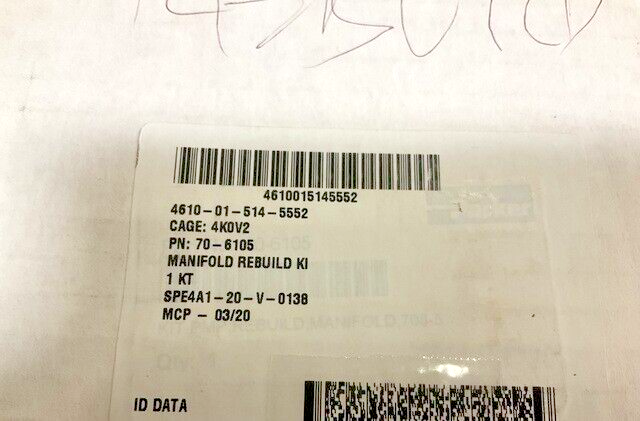 4610015145552
4610-01-514-5552
CAGE: 4K0V2
PN: 70-6105
MANIFOLD REBUILD KI
1 KT
SPE4A1-20-V-0138
MCP - 03/20
ID DATA